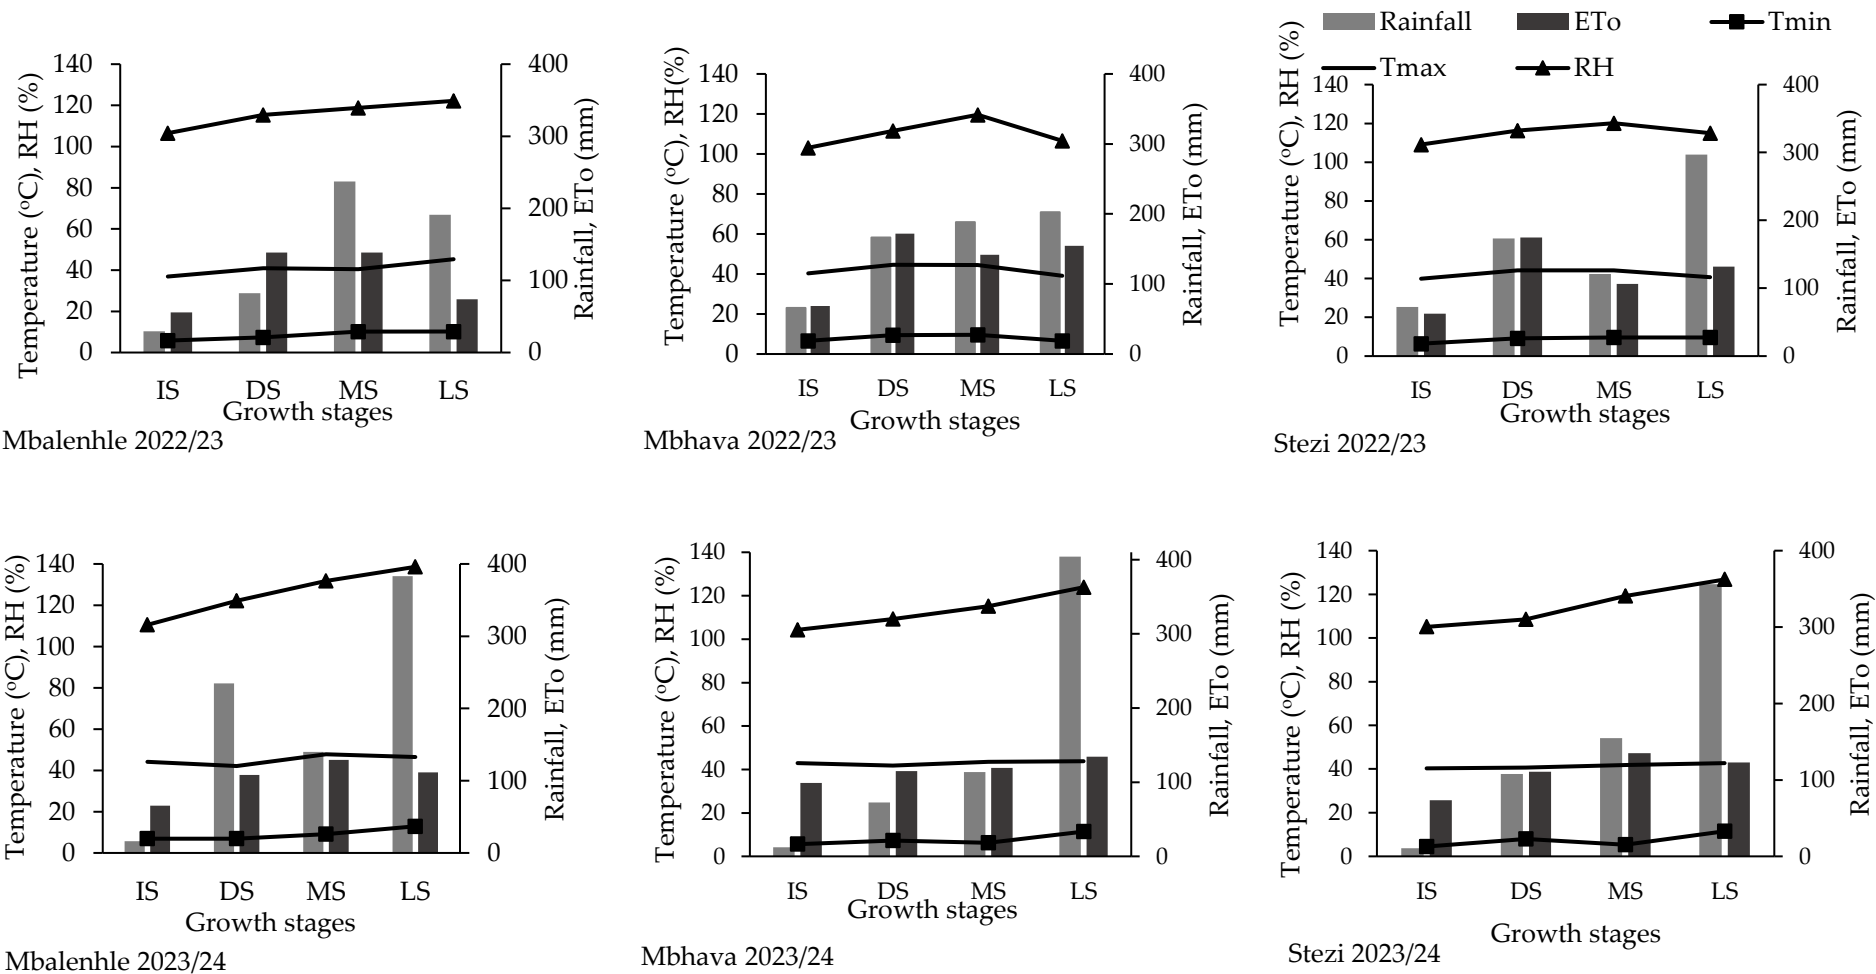 Rainfall ETo Tmin
Tmax RH
Temperature (°C), RH (%)
140
120
100
80
60
40
20
0
400
300
200
100
0
Rainfall, ETo (mm)
IS DS MS LS
Growth stages
Mbalenhle 2022/23
Temperature (°C), RH(%)
140
120
100
80
60
40
20
0
400
300
200
100
0
Rainfall, ETo (mm)
IS DS MS LS
Growth stages
Mbhava 2022/23
Temperature (°C), RH (%)
140
120
100
80
60
40
20
0
400
300
200
100
0
Rainfall, ETo (mm)
IS DS MS LS
Growth stages
Stezi 2022/23
Temperature (°C), RH (%)
140
120
100
80
60
40
20
0
400
300
200
100
0
Rainfall, ETo (mm)
IS DS MS LS
Growth stages
Mbalenhle 2023/24
Temperature (°C), RH (%)
140
120
100
80
60
40
20
0
400
300
200
100
0
Rainfall, ETo (mm)
IS DS MS LS
Growth stages
Mbhava 2023/24
Temperature (°C), RH (%)
140
120
100
80
60
40
20
0
400
300
200
100
0
Rainfall, ETo (mm)
IS DS MS LS
Growth stages
Stezi 2023/24